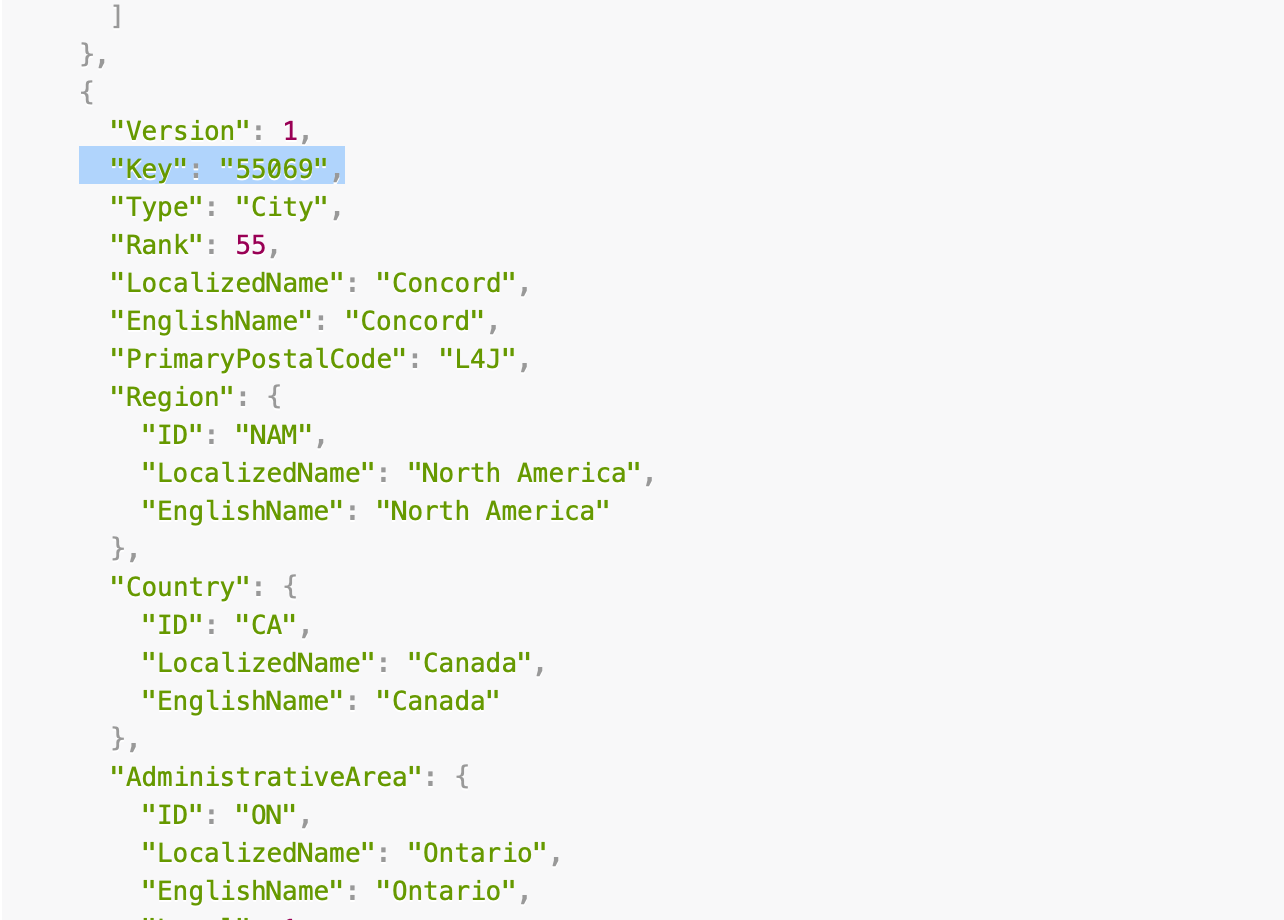 ]
},
{
"Version": 1,
"Key": "55069",
"Type": "City",
"Rank": 55,
"LocalizedName": "Concord",
"EnglishName": "Concord",
"PrimaryPostalCode": "L4J",
"Region": {
"ID": "NAM",
"LocalizedName": "North America",
"EnglishName": "North America"
},
"Country": {
"ID": "CA",
"LocalizedName": "Canada",
"EnglishName": "Canada"
},
"AdministrativeArea": {
"ID": "ON",
"LocalizedName": "Ontario",
"EnglishName": "Ontario",